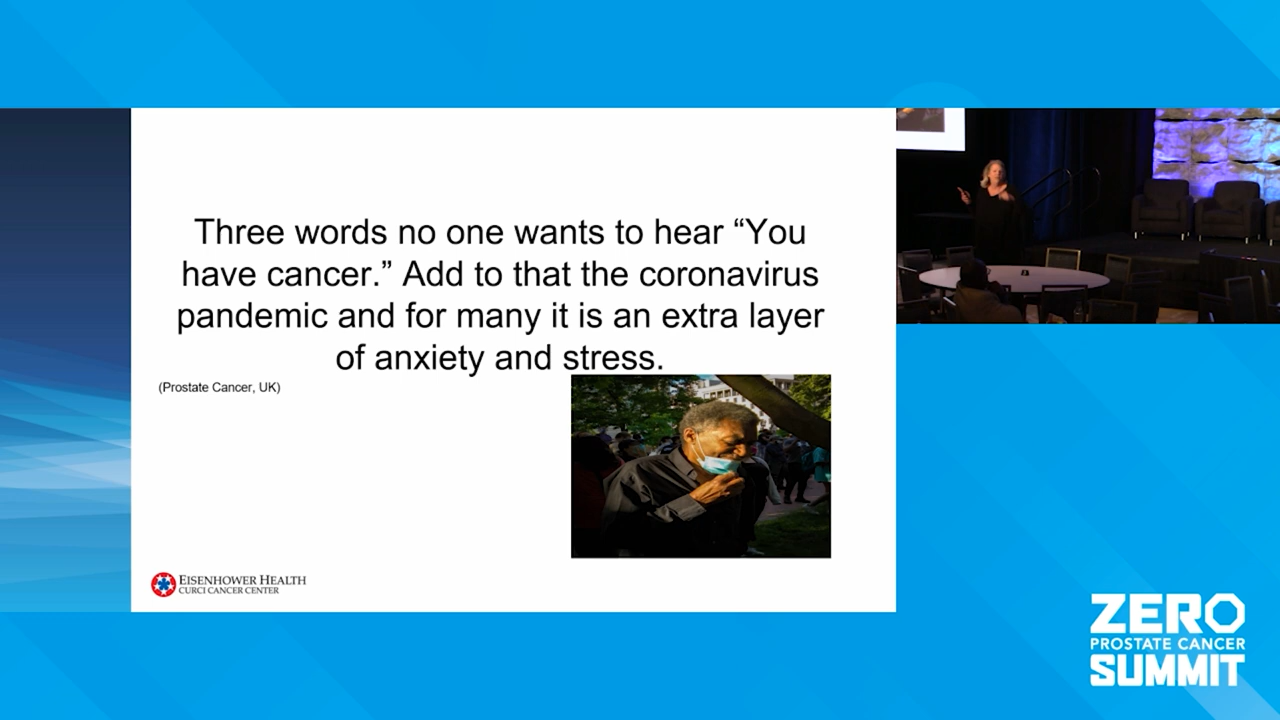 Three words no one wants to hear “You
have cancer.” Add to that the coronavirus
pandemic and for many it is an extra layer
of anxiety and stress.
(Prostate Cancer, UK)
EISENHOWER HEALTH
CURCI CANCER CENTER
ZERO
PROSTATE CANCER
SUMMIT